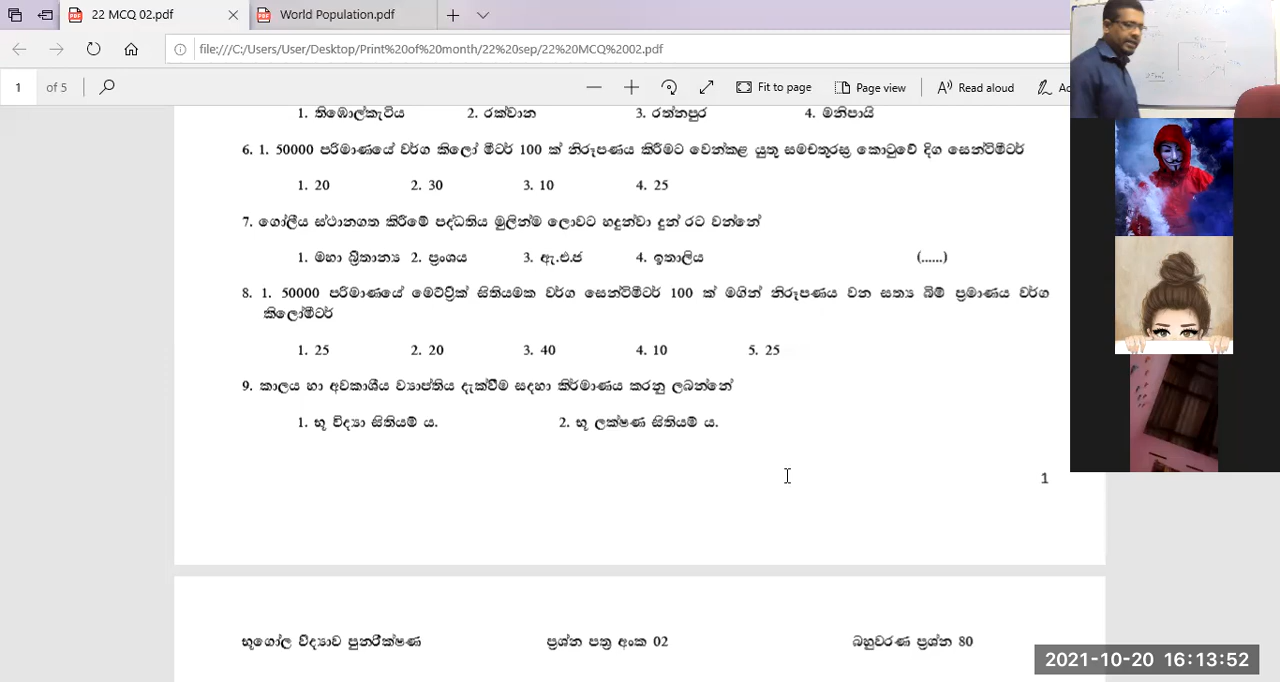 22 MCQ 02.pdf World Population.pdf
file:///C:/Users/User/Desktop/Print%20of%20month/22%20sep/22%20MCQ%2002.pdf
1 of 5 Fit to page Page view Read aloud
1. තිඹොල්කැටිය 2. රක්වාන 3. රත්නපුර 4. මනිපායි
6. 1. 50000 පරිමාණයේ වර්ග කිලෝ මීටර් 100 ක් නිරූපණය කිරීමට වෙන්කළ යුතු සමචතුරස්‍ර කොටුවේ දිග සෙන්ටිමීටර්
1. 20 2. 30 3. 10 4. 25
7. ගෝලීය ස්ථානගත කිරීමේ පද්ධතිය මුලින්ම ලොවට හඳුන්වා දුන් රට වන්නේ
1. මහා බ්‍රිතාන්‍ය 2. ප්‍රංශය 3. ඇ.එ.ජ 4. ඉතාලිය (......)
8. 1. 50000 පරිමාණයේ මෙට්‍රික් සිතියමක වර්ග සෙන්ටිමීටර් 100 ක් මගින් නිරූපණය වන සත්‍ය බිම් ප්‍රමාණය වර්ග
කිලෝමීටර්
1. 25 2. 20 3. 40 4. 10 5. 25
9. කාලය හා අවකාශීය ව්‍යාප්තිය දැක්වීම සඳහා කිර්මාණය කරනු ලබන්නේ
1. භූ විද්‍යා සිතියම් ය. 2. භූ ලක්ෂණ සිතියම් ය.
1
භූගෝල විද්‍යාව පුනරීක්ෂණ ප්‍රශ්න පත්‍ර අංක 02 බහුවරණ ප්‍රශ්න 80
2021-10-20 16:13:52